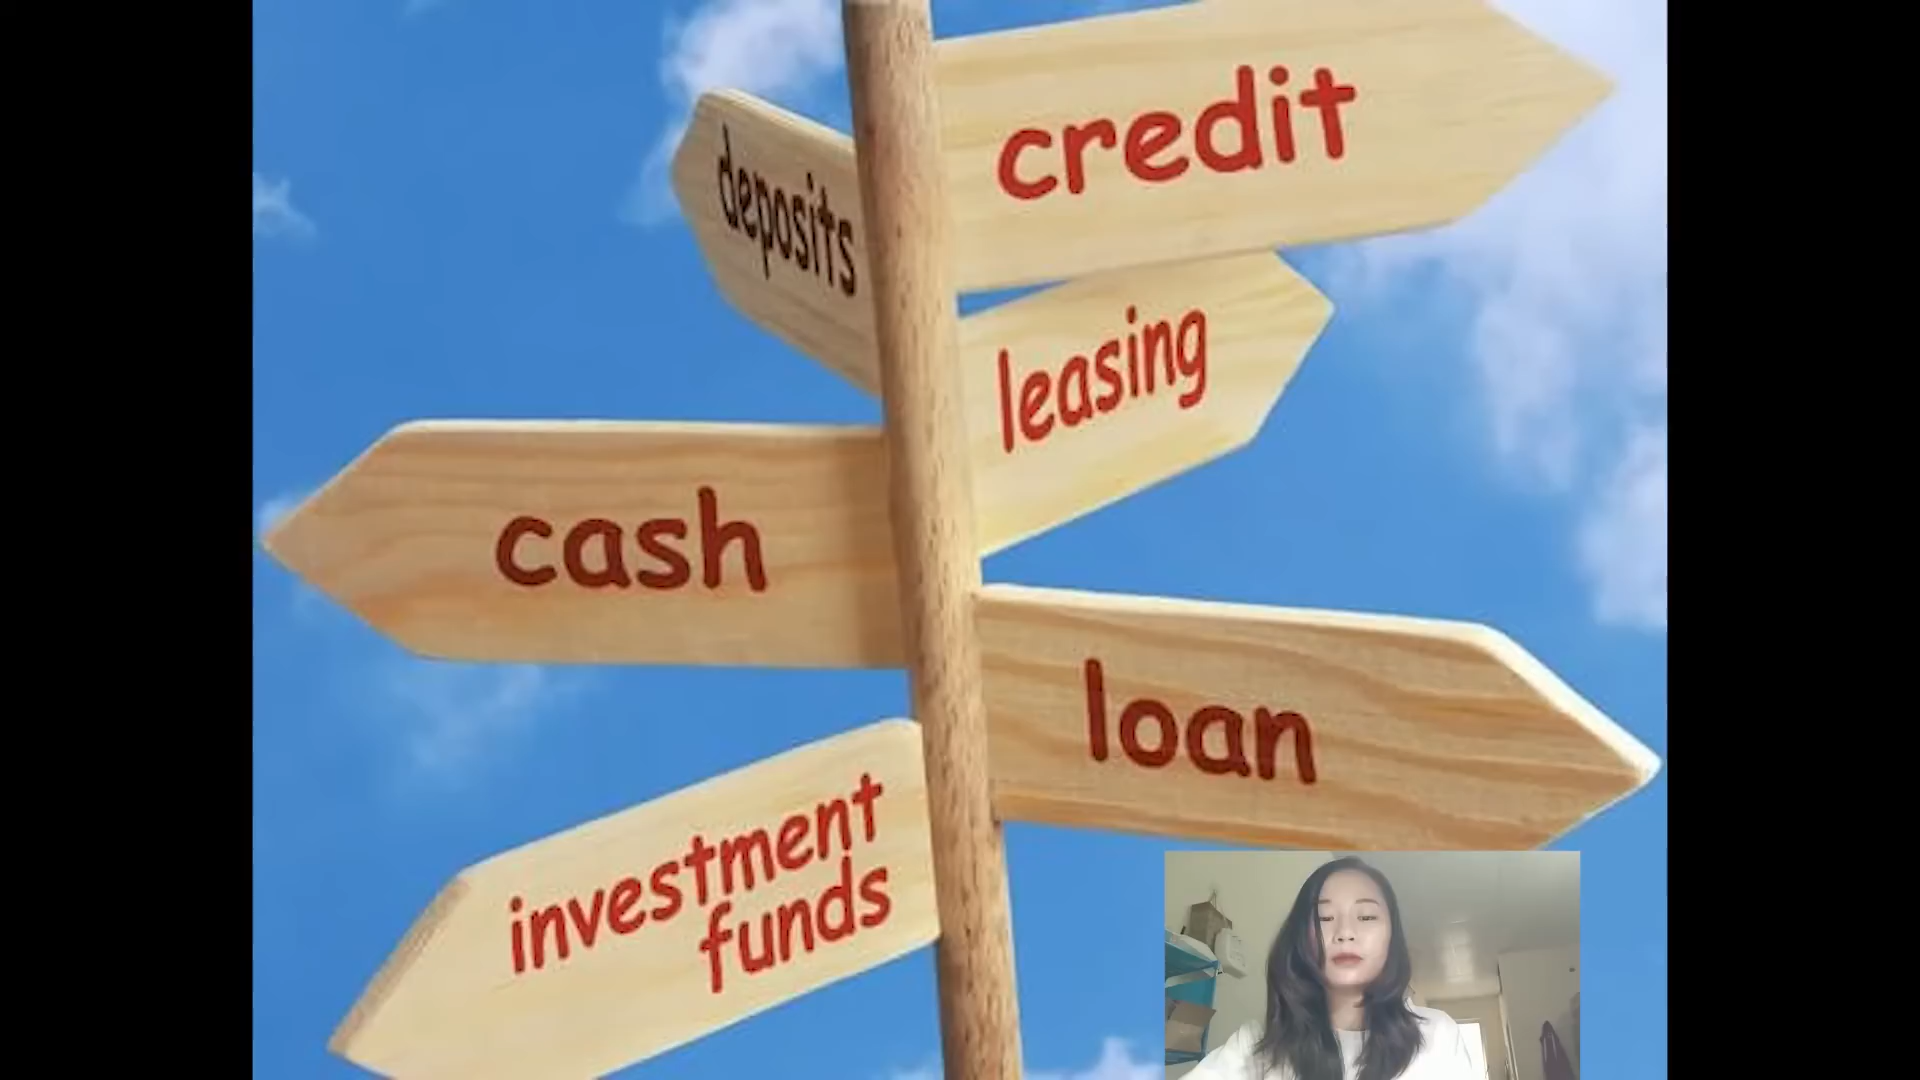 credit
deposits
leasing
cash
loan
investment
funds